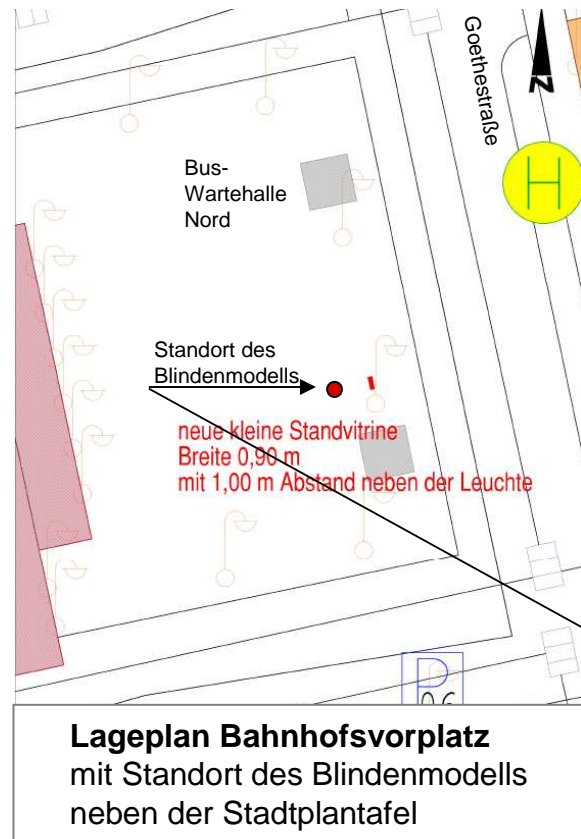 Goethestraße
N
Bus-
Wartehalle
Nord
H
Standort des
Blindenmodells
neue kleine Standvitrine
Breite 0,90 m
mit 1,00 m Abstand neben der Leuchte
P
Lageplan Bahnhofsvorplatz
mit Standort des Blindenmodells
neben der Stadtplantafel